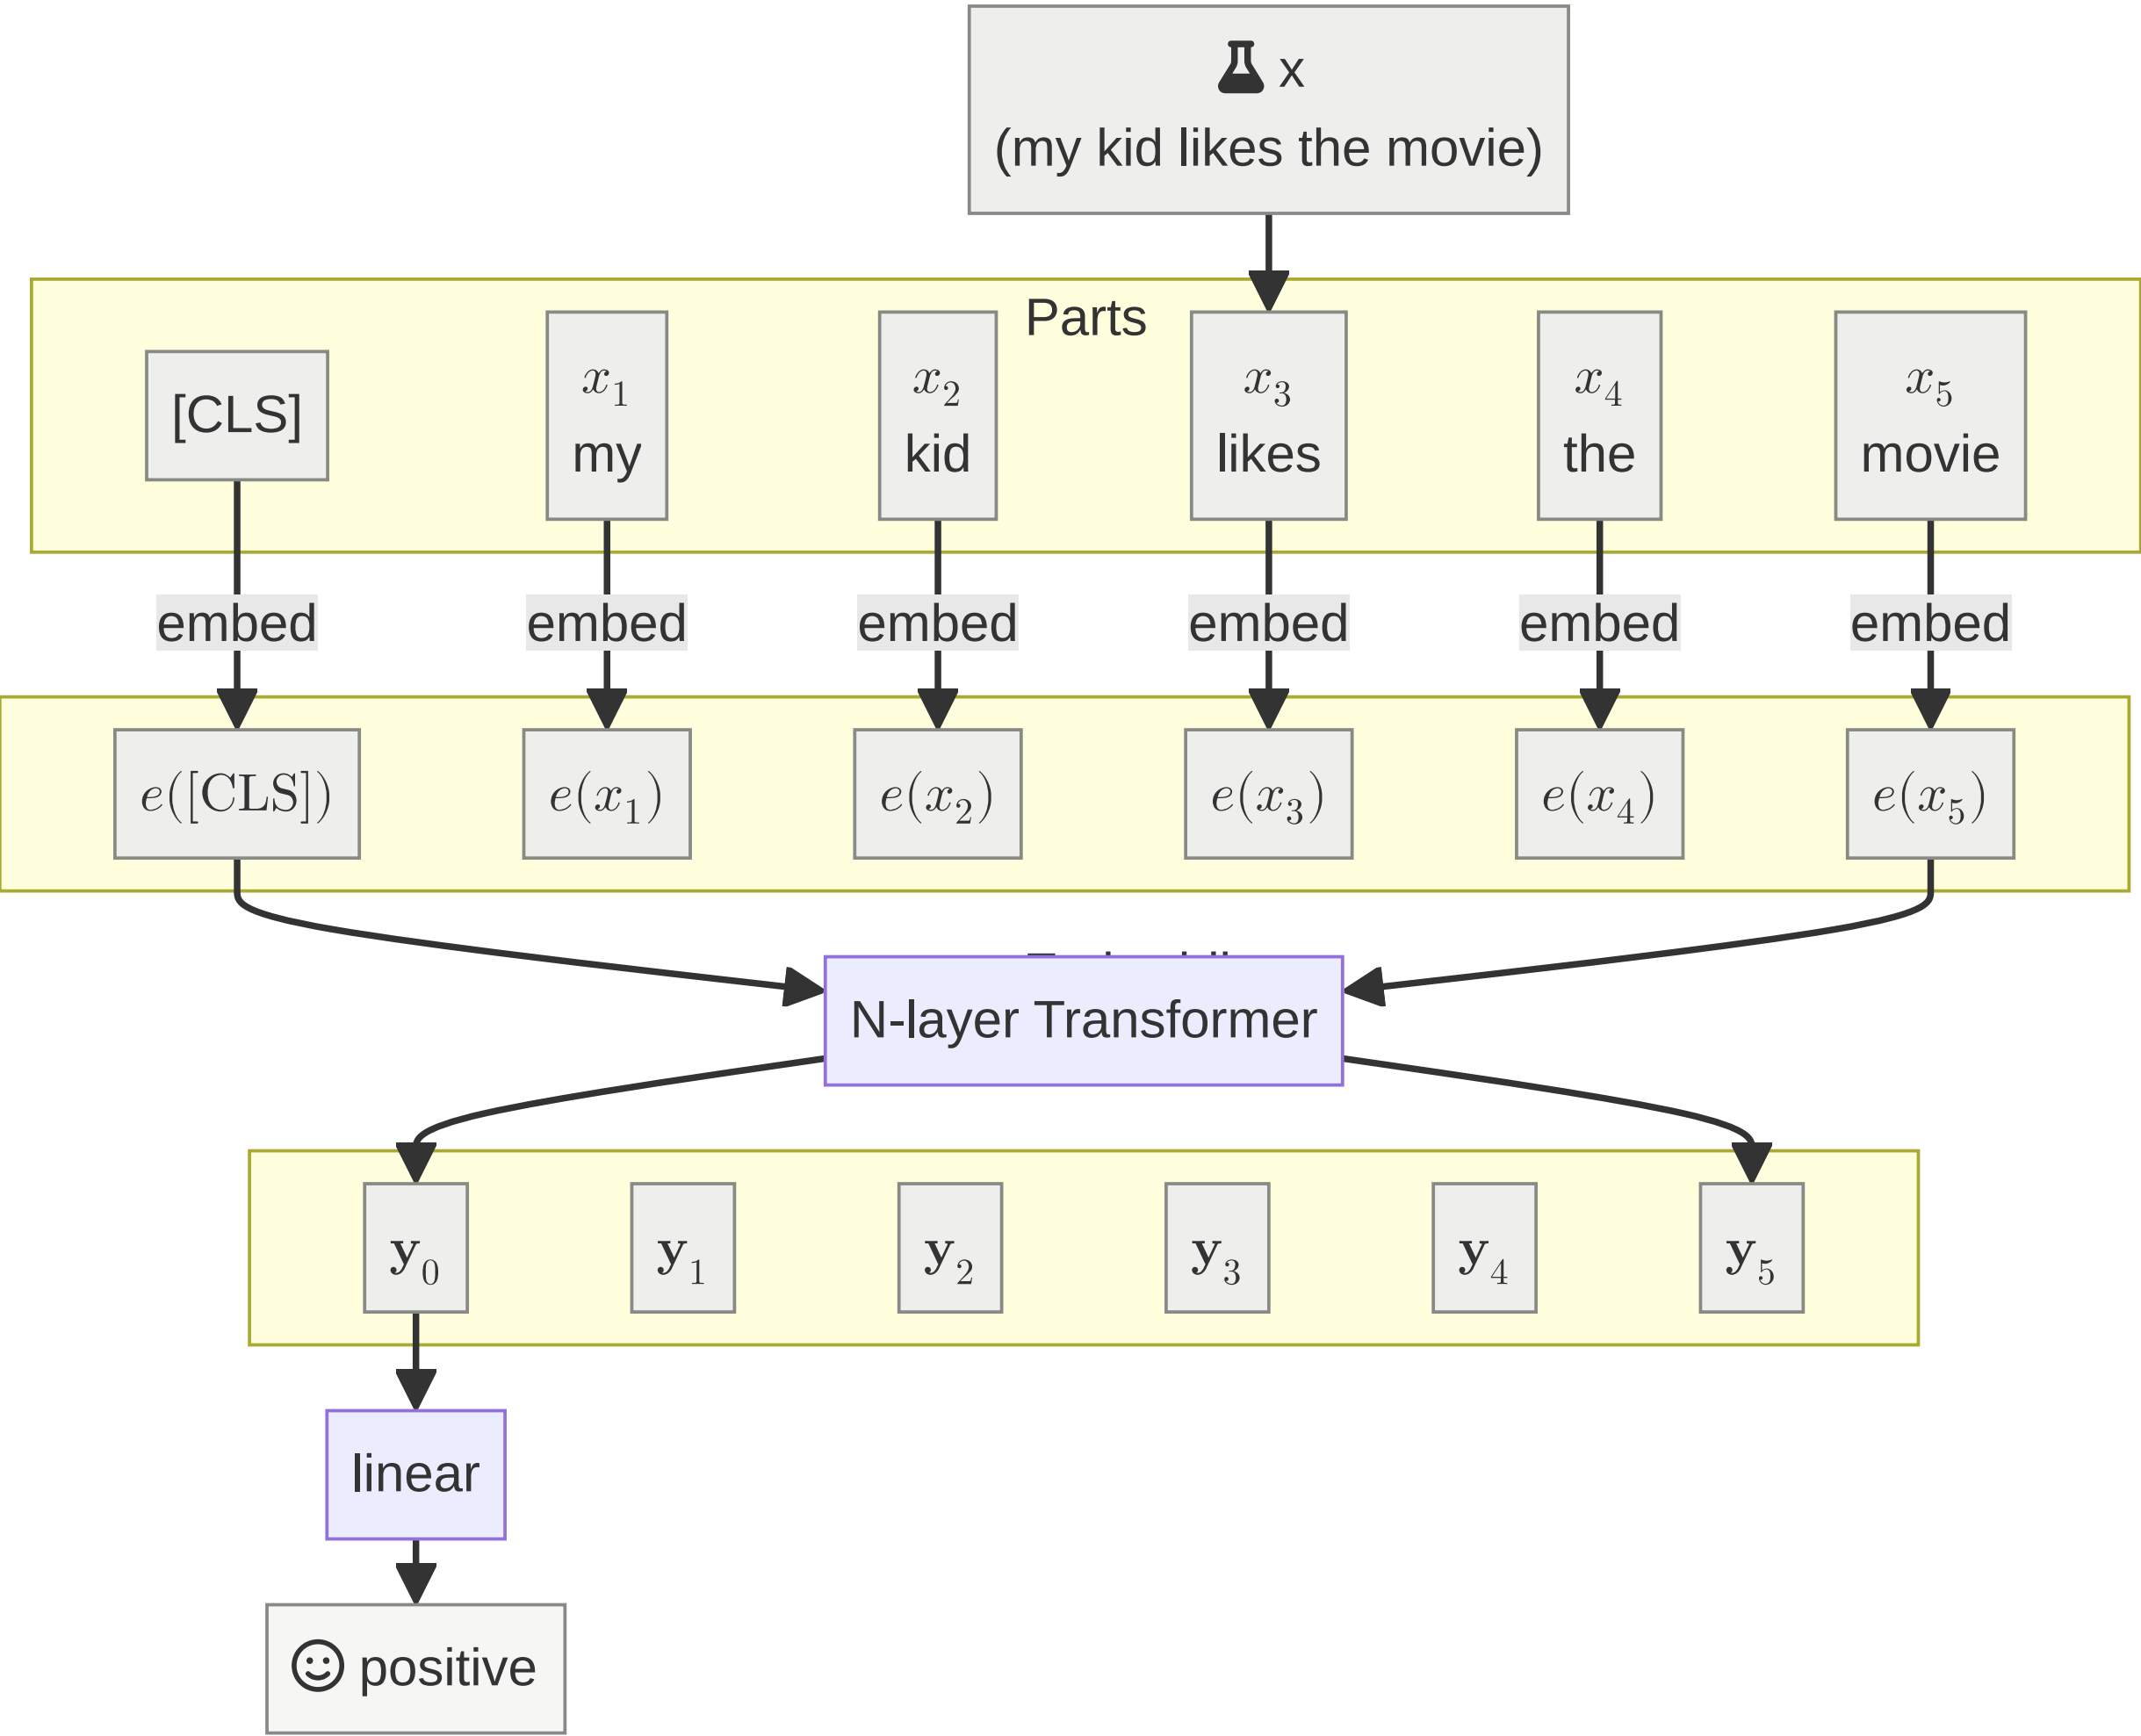 x
(my kid likes the movie)
Parts
[CLS]
x₁
my
x₂
kid
x₃
likes
x₄
the
x₅
movie
embed embed embed embed embed embed
e([CLS]) e(x₁) e(x₂) e(x₃) e(x₄) e(x₅)
N-layer Transformer
y₀ y₁ y₂ y₃ y₄ y₅
linear
positive